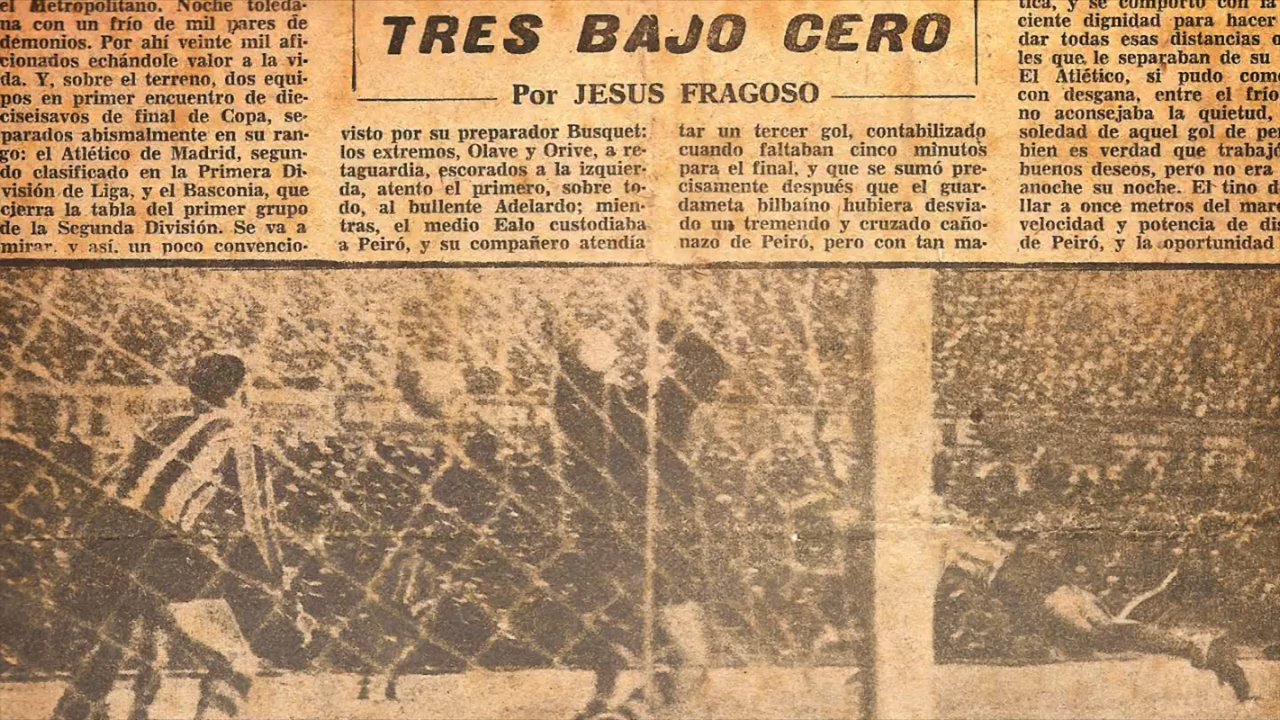 el Metropolitano. Noche toleda-
na con un frío de mil pares de
demonios. Por ahí veinte mil afi-
cionados echándole valor a la vi-
da. Y, sobre el terreno, dos equi-
pos en primer encuentro de die-
ciseisavos de final de Copa, se-
parados abismalmente en su ran-
go: el Atlético de Madrid, segun-
do clasificado en la Primera Di-
visión de Liga, y el Basconia, que
cierra la tabla del primer grupo
de la Segunda División. Se va a
mirar, y así, un poco convencio-
TRES BAJO CERO
Por JESUS FRAGOSO
visto por su preparador Busquet:
los extremos, Olave y Orive, a re-
taguardia, escorados a la izquier-
da, atento el primero, sobre to-
do, al bullente Adelardo; mien-
tras, el medio Ealo custodiaba
a Peiró, y su compañero atendía
tar un tercer gol, contabilizado
cuando faltaban cinco minutos
para el final, y que se sumó pre-
cisamente después que el guar-
dameta bilbaíno hubiera desvia-
do un tremendo y cruzado caño-
nazo de Peiró, pero con tan ma-
tica, y se comportó con la
ciente dignidad para hacer
dar todas esas distancias
les que le separaban de su
El Atlético, si pudo com
con desgana, entre el frío
no aconsejaba la quietud,
soledad de aquel gol de pe
bien es verdad que trabajó
buenos deseos, pero no era
anoche su noche. El tino d
llar a once metros del mar
velocidad y potencia de di
de Peiró, y la oportunidad